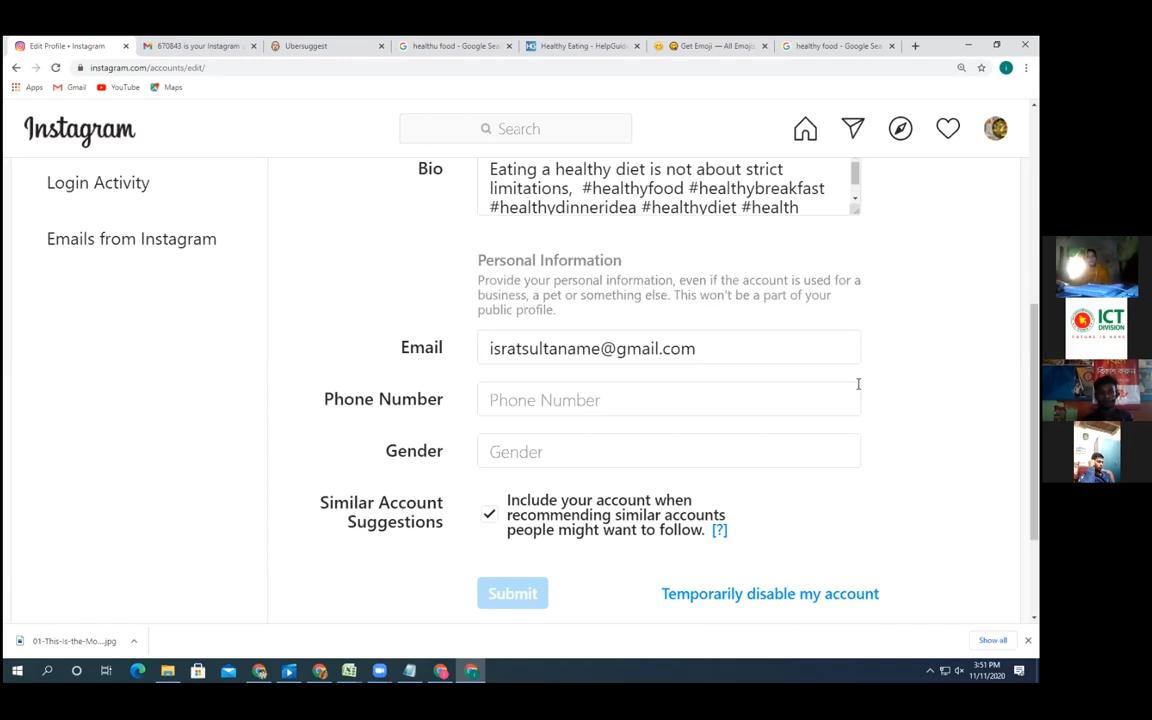 Edit Profile • Instagram
670843 is your Instagram
Ubersuggest
healthu food - Google Sea
Healthy Eating - HelpGuid
Get Emoji — All Emojis
healthy food - Google Sea
instagram.com/accounts/edit/
Apps
Gmail
YouTube
Maps
Instagram
Search
Login Activity
Emails from Instagram
Bio
Eating a healthy diet is not about strict
limitations, #healthyfood #healthybreakfast
#healthydinneridea #healthydiet #health
Personal Information
Provide your personal information, even if the account is used for a
business, a pet or something else. This won't be a part of your
public profile.
Email
isratsultaname@gmail.com
Phone Number
Phone Number
Gender
Gender
Similar Account
Suggestions
Include your account when
recommending similar accounts
people might want to follow. [?]
Submit
Temporarily disable my account
01-This-Is-the-Mo....jpg
Show all
3:51 PM
11/11/2020
ICT
DIVISION
FUTURE IS HERE